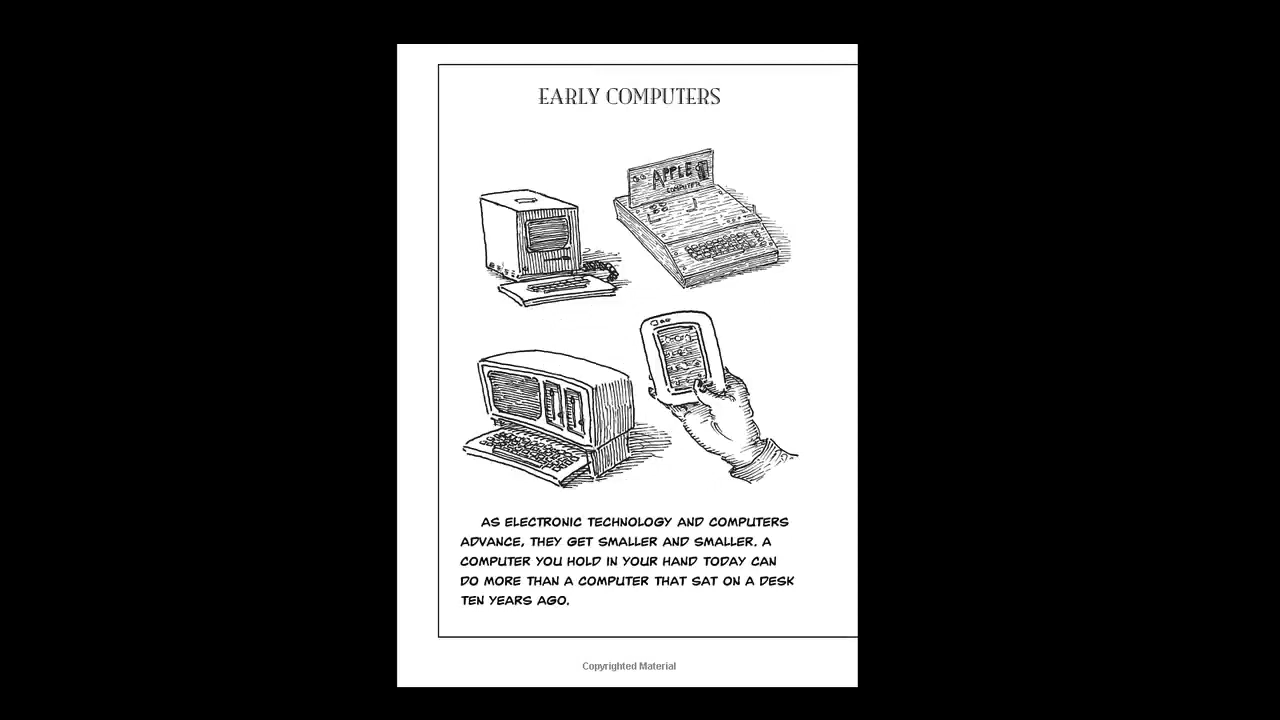 EARLY COMPUTERS
APPLE
COMPUTER
AS ELECTRONIC TECHNOLOGY AND COMPUTERS
ADVANCE, THEY GET SMALLER AND SMALLER. A
COMPUTER YOU HOLD IN YOUR HAND TODAY CAN
DO MORE THAN A COMPUTER THAT SAT ON A DESK
TEN YEARS AGO.
Copyrighted Material